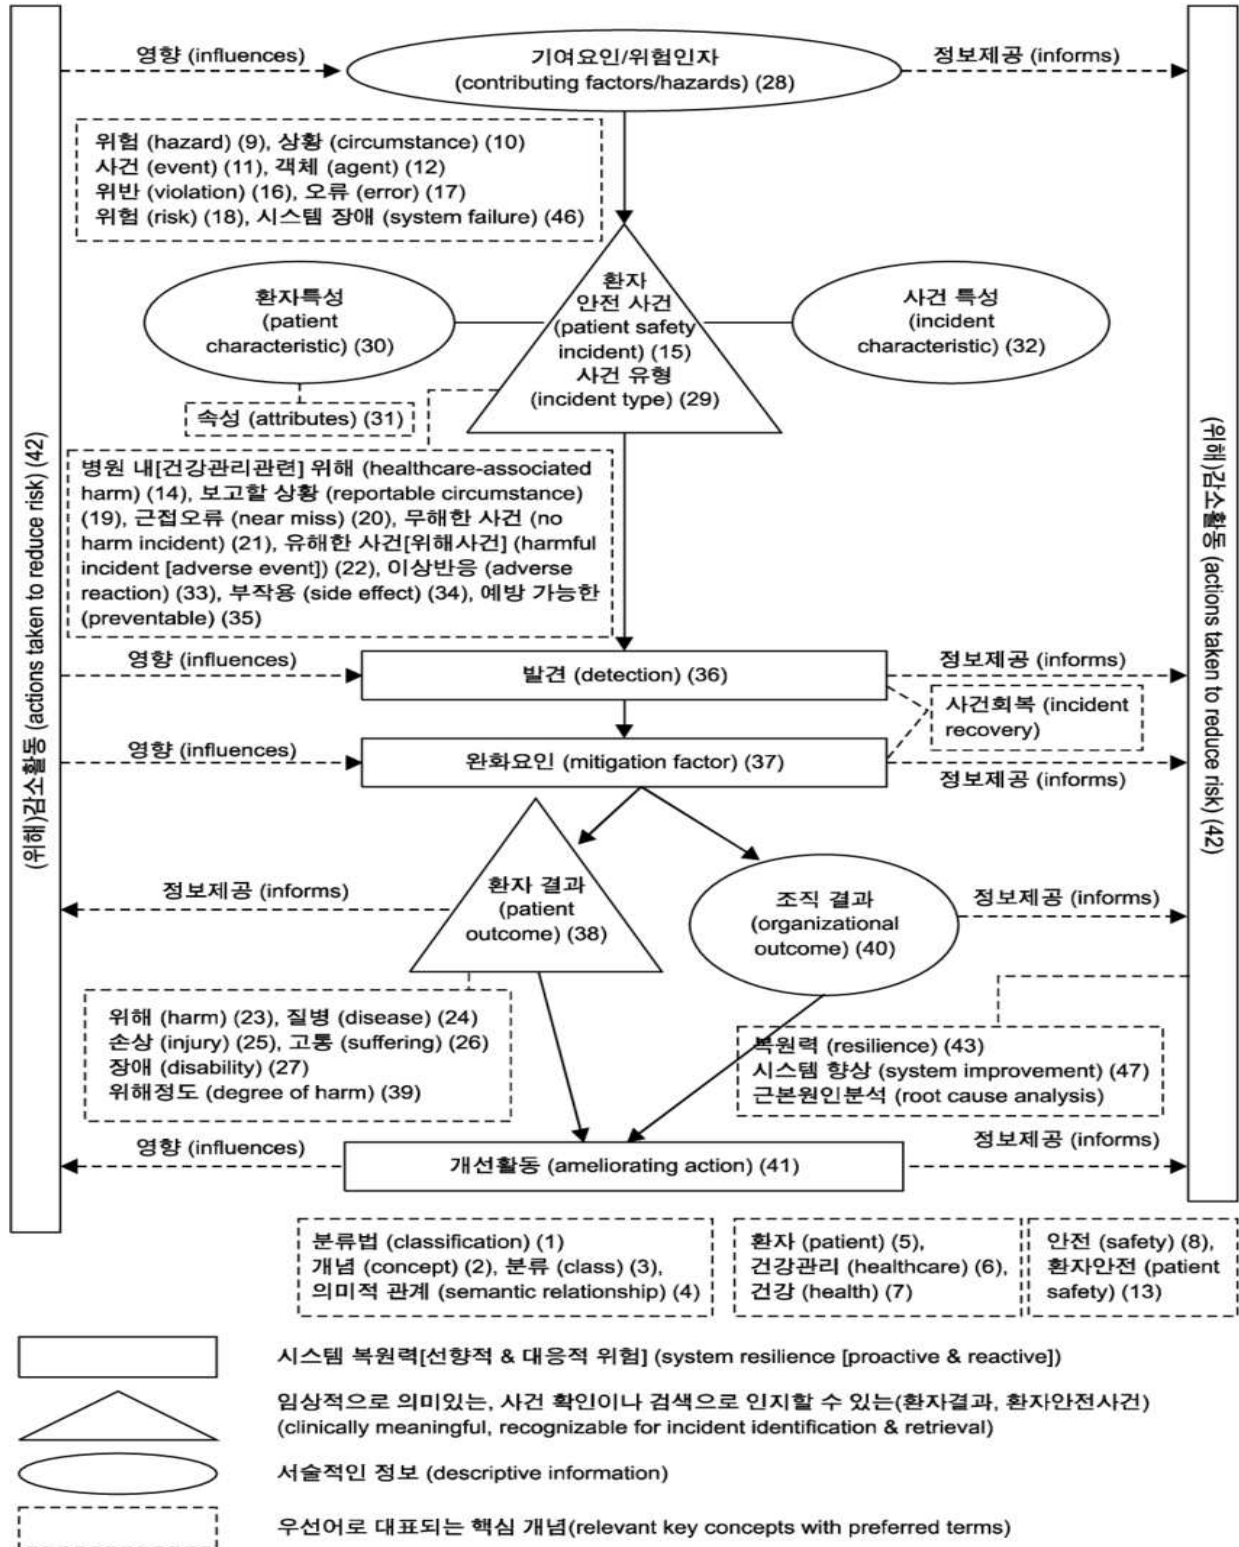 영향 (influences)
기여요인/위험인자
(contributing factors/hazards) (28)
정보제공 (informs)
위험 (hazard) (9), 상황 (circumstance) (10)
사건 (event) (11), 객체 (agent) (12)
위반 (violation) (16), 오류 (error) (17)
위험 (risk) (18), 시스템 장애 (system failure) (46)
환자특성
(patient
characteristic) (30)
환자
안전 사건
(patient safety
incident) (15)
사건 유형
(incident type) (29)
사건 특성
(incident
characteristic) (32)
속성 (attributes) (31)
(위해)감소활동 (actions taken to reduce risk) (42)
(위해)감소활동 (actions taken to reduce risk) (42)
병원 내[건강관리관련] 위해 (healthcare-associated
harm) (14), 보고할 상황 (reportable circumstance)
(19), 근접오류 (near miss) (20), 무해한 사건 (no
harm incident) (21), 유해한 사건[위해사건] (harmful
incident [adverse event]) (22), 이상반응 (adverse
reaction) (33), 부작용 (side effect) (34), 예방 가능한
(preventable) (35)
영향 (influences)
발견 (detection) (36)
정보제공 (informs)
사건회복 (incident
recovery)
영향 (influences)
완화요인 (mitigation factor) (37)
정보제공 (informs)
정보제공 (informs)
환자 결과
(patient
outcome) (38)
조직 결과
(organizational
outcome) (40)
정보제공 (informs)
위해 (harm) (23), 질병 (disease) (24)
손상 (injury) (25), 고통 (suffering) (26)
장애 (disability) (27)
위해정도 (degree of harm) (39)
복원력 (resilience) (43)
시스템 향상 (system improvement) (47)
근본원인분석 (root cause analysis)
영향 (influences)
개선활동 (ameliorating action) (41)
정보제공 (informs)
분류법 (classification) (1)
개념 (concept) (2), 분류 (class) (3),
의미적 관계 (semantic relationship) (4)
환자 (patient) (5),
건강관리 (healthcare) (6),
건강 (health) (7)
안전 (safety) (8),
환자안전 (patient
safety) (13)
시스템 복원력[선향적 & 대응적 위험] (system resilience [proactive & reactive])
임상적으로 의미있는, 사건 확인이나 검색으로 인지할 수 있는(환자결과, 환자안전사건)
(clinically meaningful, recognizable for incident identification & retrieval)
서술적인 정보 (descriptive information)
우선어로 대표되는 핵심 개념(relevant key concepts with preferred terms)